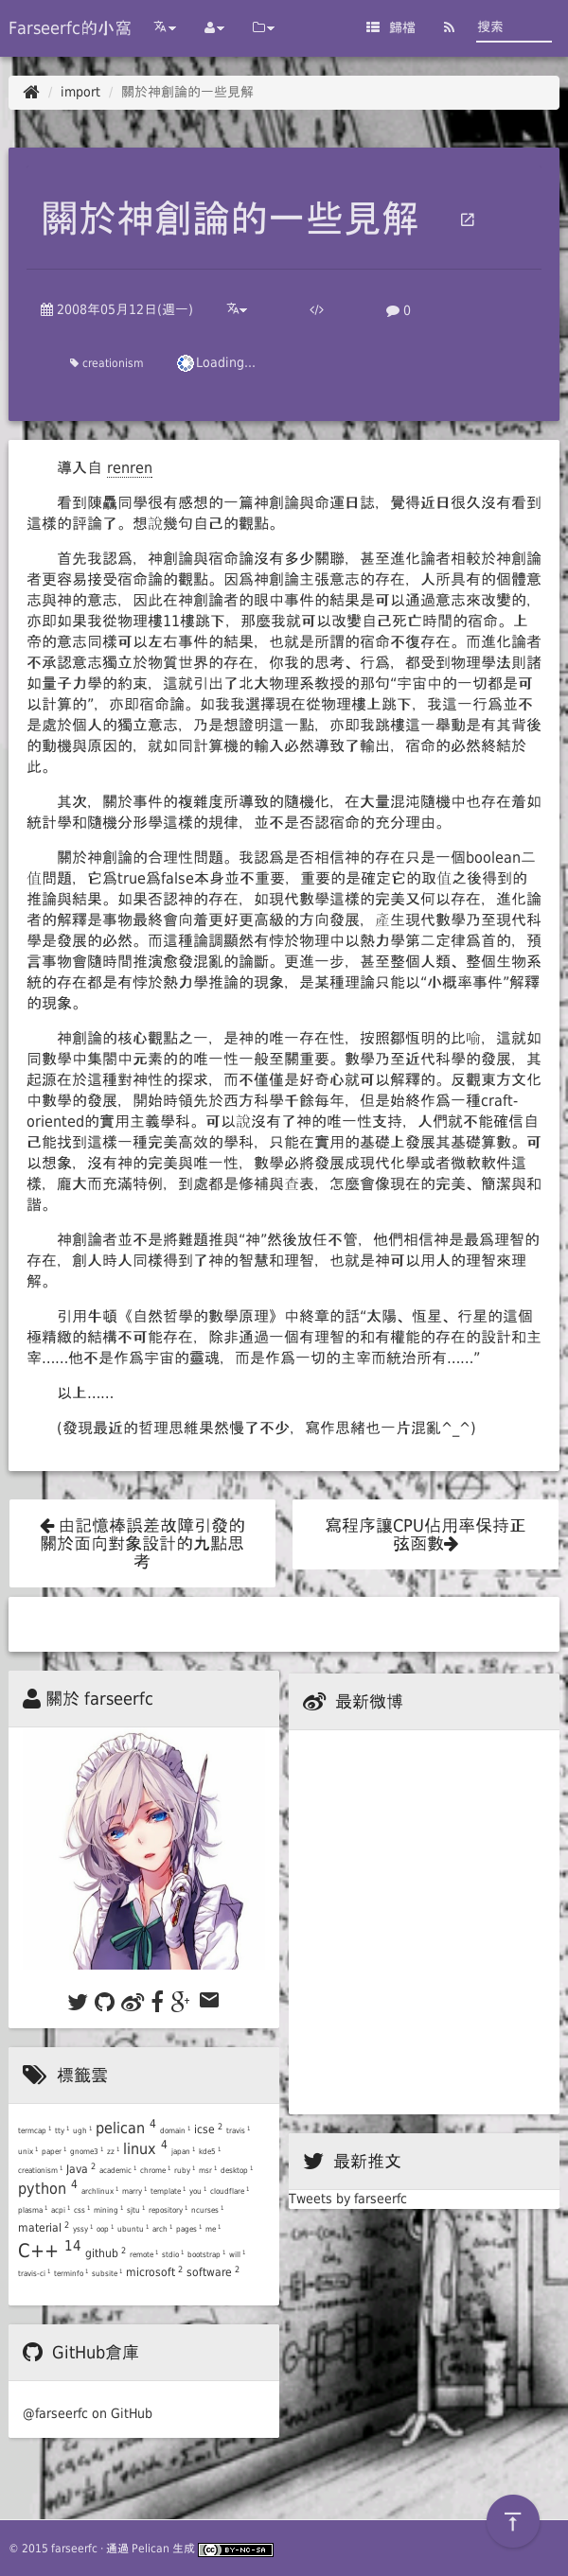 Farseerfc的小窩
歸檔
搜索
/ import / 關於神創論的一些見解
關於神創論的一些見解
2008年05月12日(週一)
</>
0
creationism
Loading...
導入自 renren
看到陳驫同學很有感想的一篇神創論與命運日誌，覺得近日很久沒有看到
這樣的評論了。想說幾句自己的觀點。
首先我認爲，神創論與宿命論沒有多少關聯，甚至進化論者相較於神創論
者更容易接受宿命論的觀點。因爲神創論主張意志的存在，人所具有的個體意
志與神的意志，因此在神創論者的眼中事件的結果是可以通過意志來改變的，
亦即如果我從物理樓11樓跳下，那麼我就可以改變自己死亡時間的宿命。上
帝的意志同樣可以左右事件的結果，也就是所謂的宿命不復存在。而進化論者
不承認意志獨立於物質世界的存在，你我的思考、行爲，都受到物理學法則諸
如量子力學的約束，這就引出了北大物理系教授的那句“宇宙中的一切都是可
以計算的”，亦即宿命論。如我我選擇現在從物理樓上跳下，我這一行爲並不
是處於個人的獨立意志，乃是想證明這一點，亦即我跳樓這一舉動是有其背後
的動機與原因的，就如同計算機的輸入必然導致了輸出，宿命的必然終結於
此。
其次，關於事件的複雜度所導致的隨機化，在大量混沌隨機中也存在着如
統計學和隨機分形學這樣的規律，並不是否認宿命的充分理由。
關於神創論的合理性問題。我認爲是否相信神的存在只是一個boolean二
值問題，它爲true爲false本身並不重要，重要的是確定它的取值之後得到的
推論與結果。如果否認神的存在，如現代數學這樣的完美又何以存在，進化論
者的解釋是事物最終會向着更好更高級的方向發展，產生現代數學乃至現代科
學是發展的必然。而這種論調顯然有悖於物理中以熱力學第二定律爲首的，預
言事物會隨時間推演愈發混亂的論斷。更進一步，甚至整個人類、整個生物系
統的存在都是有悖於熱力學推論的現象，是某種理論只能以“小概率事件”解釋
的現象。
神創論的核心觀點之一，是神的唯一存在性，按照鄒恆明的比喻，這就如
同數學中集閤中元素的的唯一性一般至關重要。數學乃至近代科學的發展，其
起源在於這種對神性的探求，而不僅僅是好奇心就可以解釋的。反觀東方文化
中數學的發展，開始時領先於西方科學千餘每年，但是始終作爲一種craft-
oriented的實用主義學科。可以說沒有了神的唯一性支持，人們就不能確信自
己能找到這樣一種完美高效的學科，只能在實用的基礎上發展其基礎算數。可
以想象，沒有神的完美與唯一性，數學必將發展成現代化學或者微軟軟件這
樣，龐大而充滿特例，到處都是修補與查表，怎麼會像現在的完美、簡潔與和
諧。
神創論者並不是將難題推與“神”然後放任不管，他們相信神是最爲理智的
存在，創人時人同樣得到了神的智慧和理智，也就是神可以用人的理智來理
解。
引用牛頓《自然哲學的數學原理》中終章的話“太陽、恆星、行星的這個
極精緻的結構不可能存在，除非通過一個有理智的和有權能的存在的設計和主
宰……他不是作爲宇宙的靈魂，而是作爲一切的主宰而統治所有……”
以上……
(發現最近的哲理思維果然慢了不少，寫作思緒也一片混亂^_^)
由記憶棒誤差故障引發的
關於面向對象設計的九點思
考
寫程序讓CPU佔用率保持正
弦函數
關於 farseerfc
最新微博
標籤雲
termcap 1 tty 1 ugh 1 pelican 4 domain 1 icse 2 travis 1
unix 1 paper 1 gnome3 1 zz 1 linux 4 japan 1 kde5 1
creationism 1 Java 2 academic 1 chrome 1 ruby 1 msr 1 desktop 1
python 4 archlinux 1 marry 1 template 1 you 1 cloudflare 1
plasma 1 acpi 1 css 1 mining 1 sjtu 1 repository 1 ncurses 1
material 2 yssy 1 oop 1 ubuntu 1 arch 1 pages 1 me 1
C++ 14 github 2 remote 1 stdio 1 bootstrap 1 will 1
travis-ci 1 terminfo 1 subsite 1 microsoft 2 software 2
最新推文
Tweets by farseerfc
GitHub倉庫
@farseerfc on GitHub
© 2015 farseerfc · 通過 Pelican 生成 BY-NC-SA